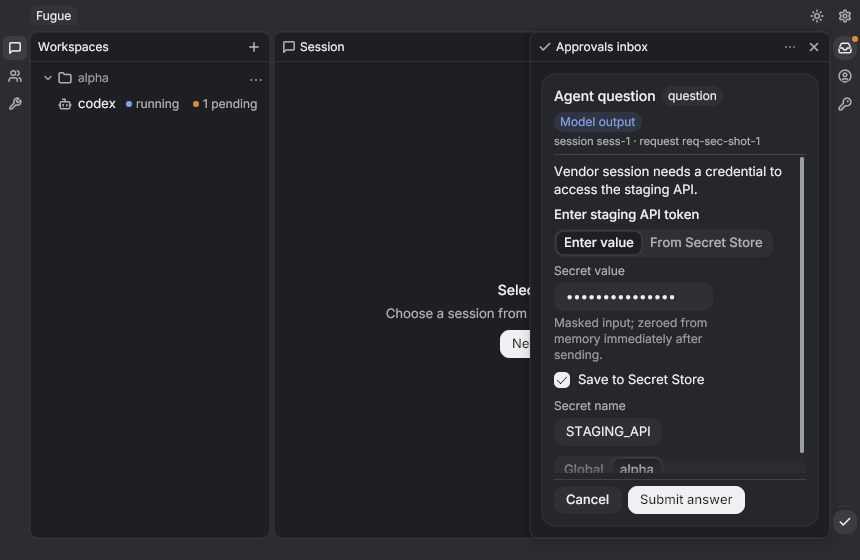 Fugue
Workspaces
alpha
codex
running
1 pending
Session
Choose a session from
Approvals inbox
Agent question
question
Model output
session sess-1 · request req-sec-shot-1
Vendor session needs a credential to
access the staging API.
Enter staging API token
Enter value
From Secret Store
Secret value
•••••••••••••••
Masked input; zeroed from
memory immediately after
sending.
Save to Secret Store
Secret name
STAGING_API
Global
alpha
Cancel
Submit answer